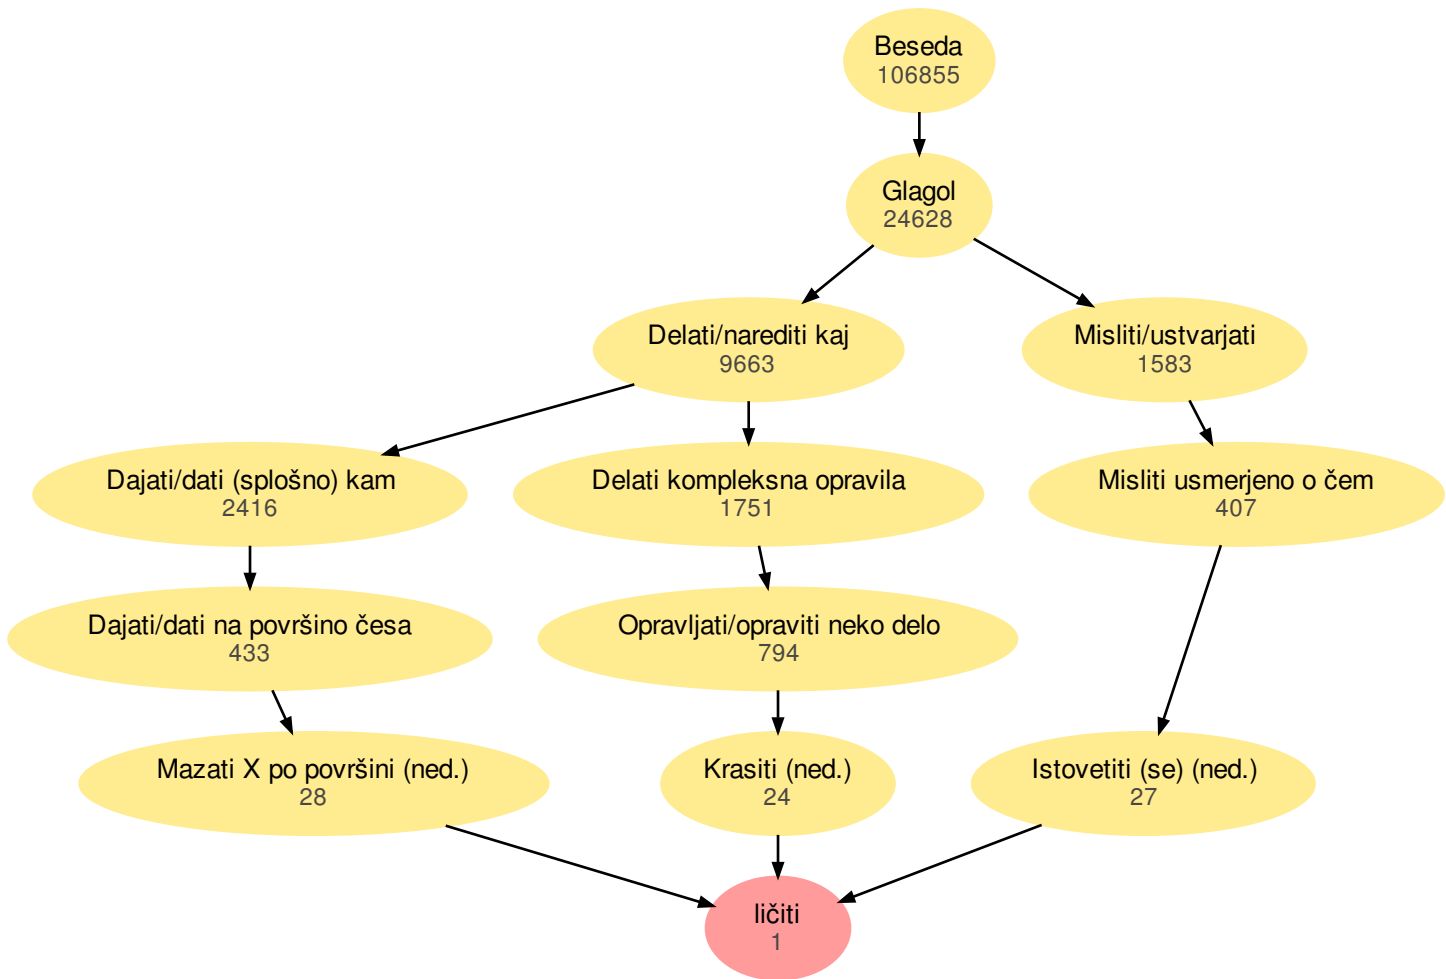 Beseda
106855
Glagol
24628
Delati/narediti kaj
9663
Misliti/ustvarjati
1583
Dajati/dati (splošno) kam
2416
Delati kompleksna opravila
1751
Misliti usmerjeno o čem
407
Dajati/dati na površino česa
433
Opravljati/opraviti neko delo
794
Mazati X po površini (ned.)
28
Krasiti (ned.)
24
Istovetiti (se) (ned.)
27
ličiti
1